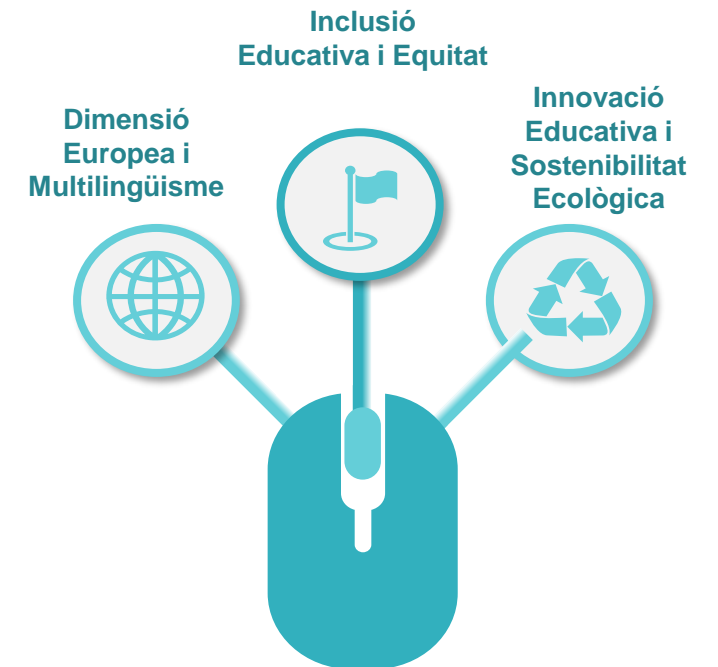 Inclusió
Educativa i Equitat
Dimensió
Europea i
Multilingüisme
Innovació
Educativa i
Sostenibilitat
Ecològica